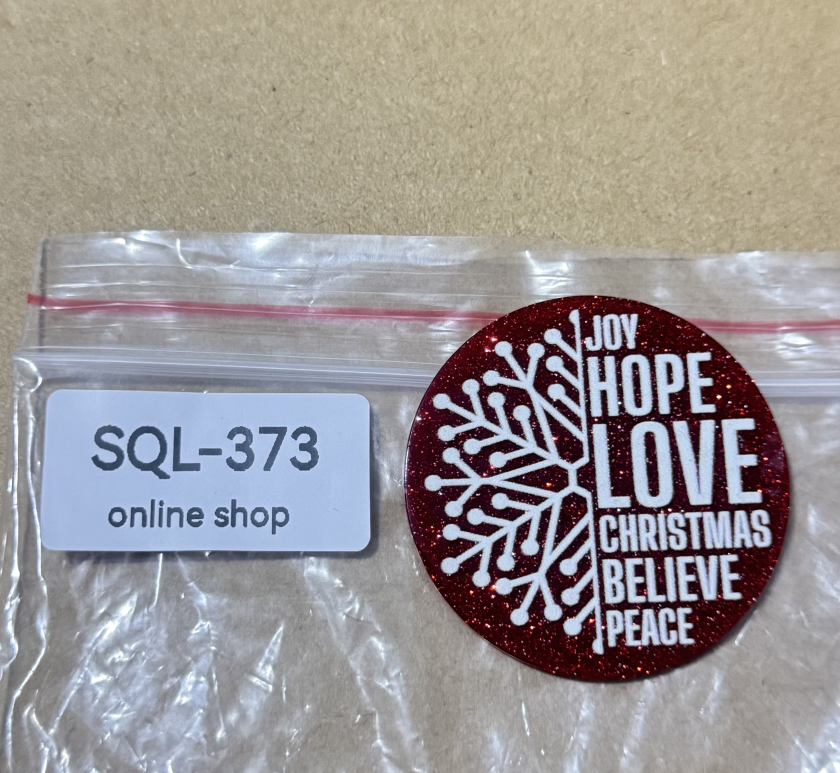 SQL-373
online shop
JOY
HOPE
LOVE
CHRISTMAS
BELIEVE
PEACE